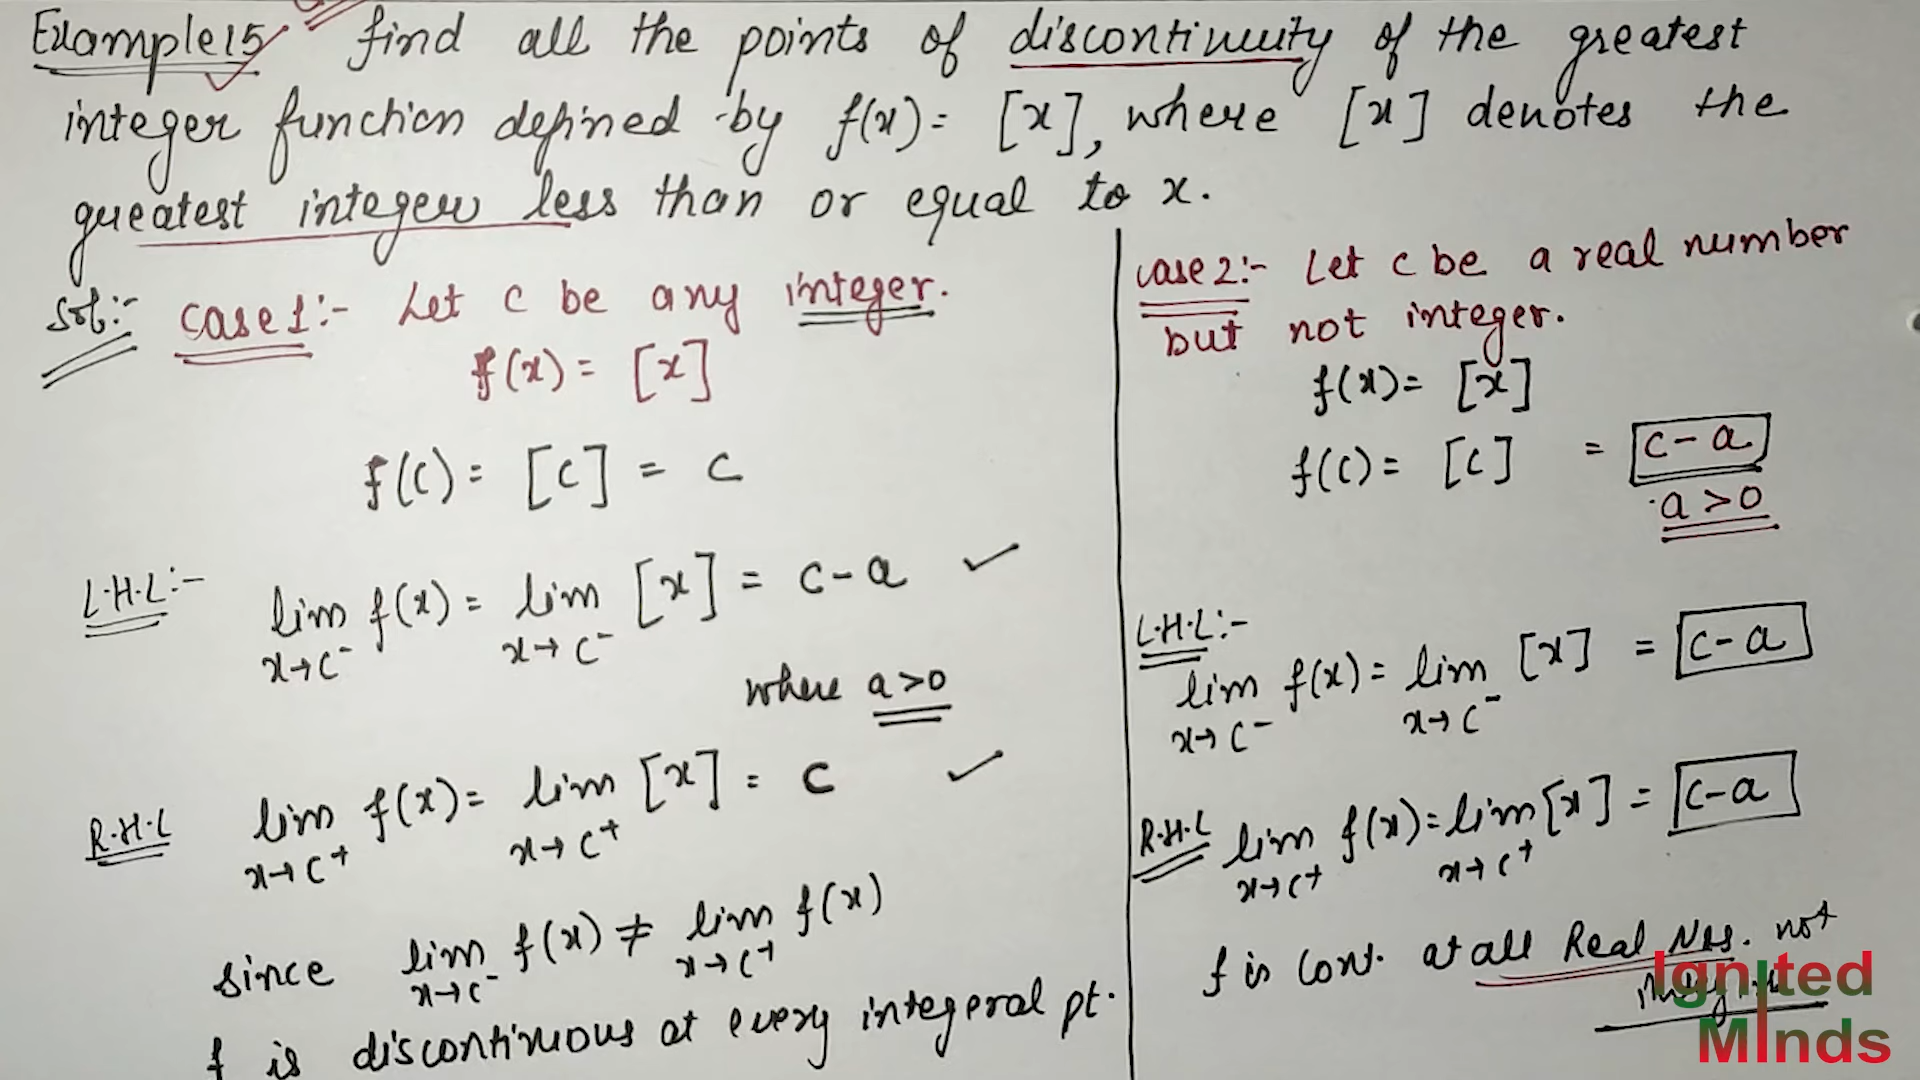 Example 15 find all the points of discontinuity of the greatest
integer function defined by f(x) = [x], where [x] denotes the
greatest integer less than or equal to x.
Sol:- Case 1:- Let c be any integer.
f(x) = [x]
f(c) = [c] = c
L.H.L:- lim x→c⁻ f(x) = lim x→c⁻ [x] = c-a ✓
where a>0
R.H.L lim x→c⁺ f(x) = lim x→c⁺ [x] = c ✓
since lim x→c⁻ f(x) ≠ lim x→c⁺ f(x)
f is discontinuous at every integeral pt.
Case 2:- Let c be a real number
but not integer.
f(x) = [x]
f(c) = [c] = c-a
a>0
L.H.L:-
lim x→c⁻ f(x) = lim x→c⁻ [x] = c-a
R.H.L lim x→c⁺ f(x) = lim x→c⁺ [x] = c-a
f is cont. at all Real Nos. not
Ignited
Minds